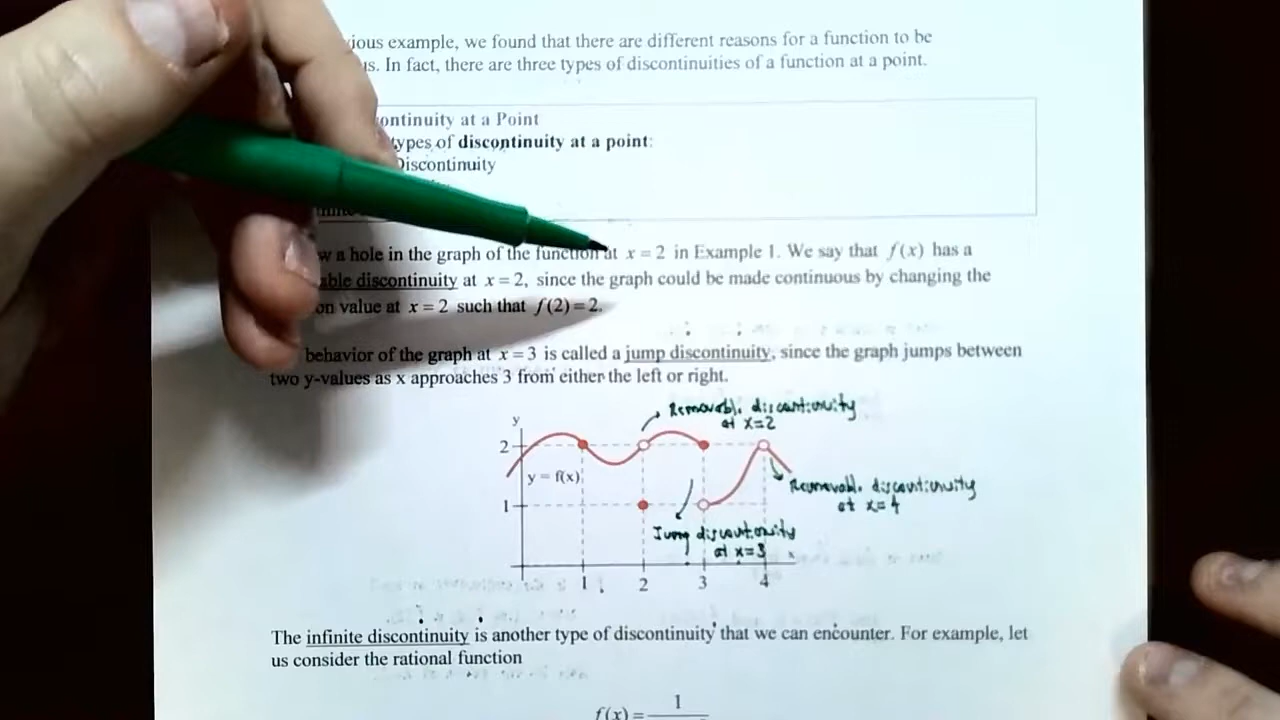 ious example, we found that there are different reasons for a function to be
us. In fact, there are three types of discontinuities of a function at a point.
ontinuity at a Point
types of discontinuity at a point:
Discontinuity
w a hole in the graph of the function at x = 2 in Example 1. We say that f(x) has a
able discontinuity at x = 2, since the graph could be made continuous by changing the
on value at x = 2 such that f(2) = 2.
behavior of the graph at x = 3 is called a jump discontinuity, since the graph jumps between
two y-values as x approaches 3 from either the left or right.
Removable discontinuity
at x=2
y
2
y = f(x)
Removable discontinuity
at x=4
1
Jump discontinuity
at x=3
x
1 2 3 4
The infinite discontinuity is another type of discontinuity that we can encounter. For example, let
us consider the rational function
f(x) = 1